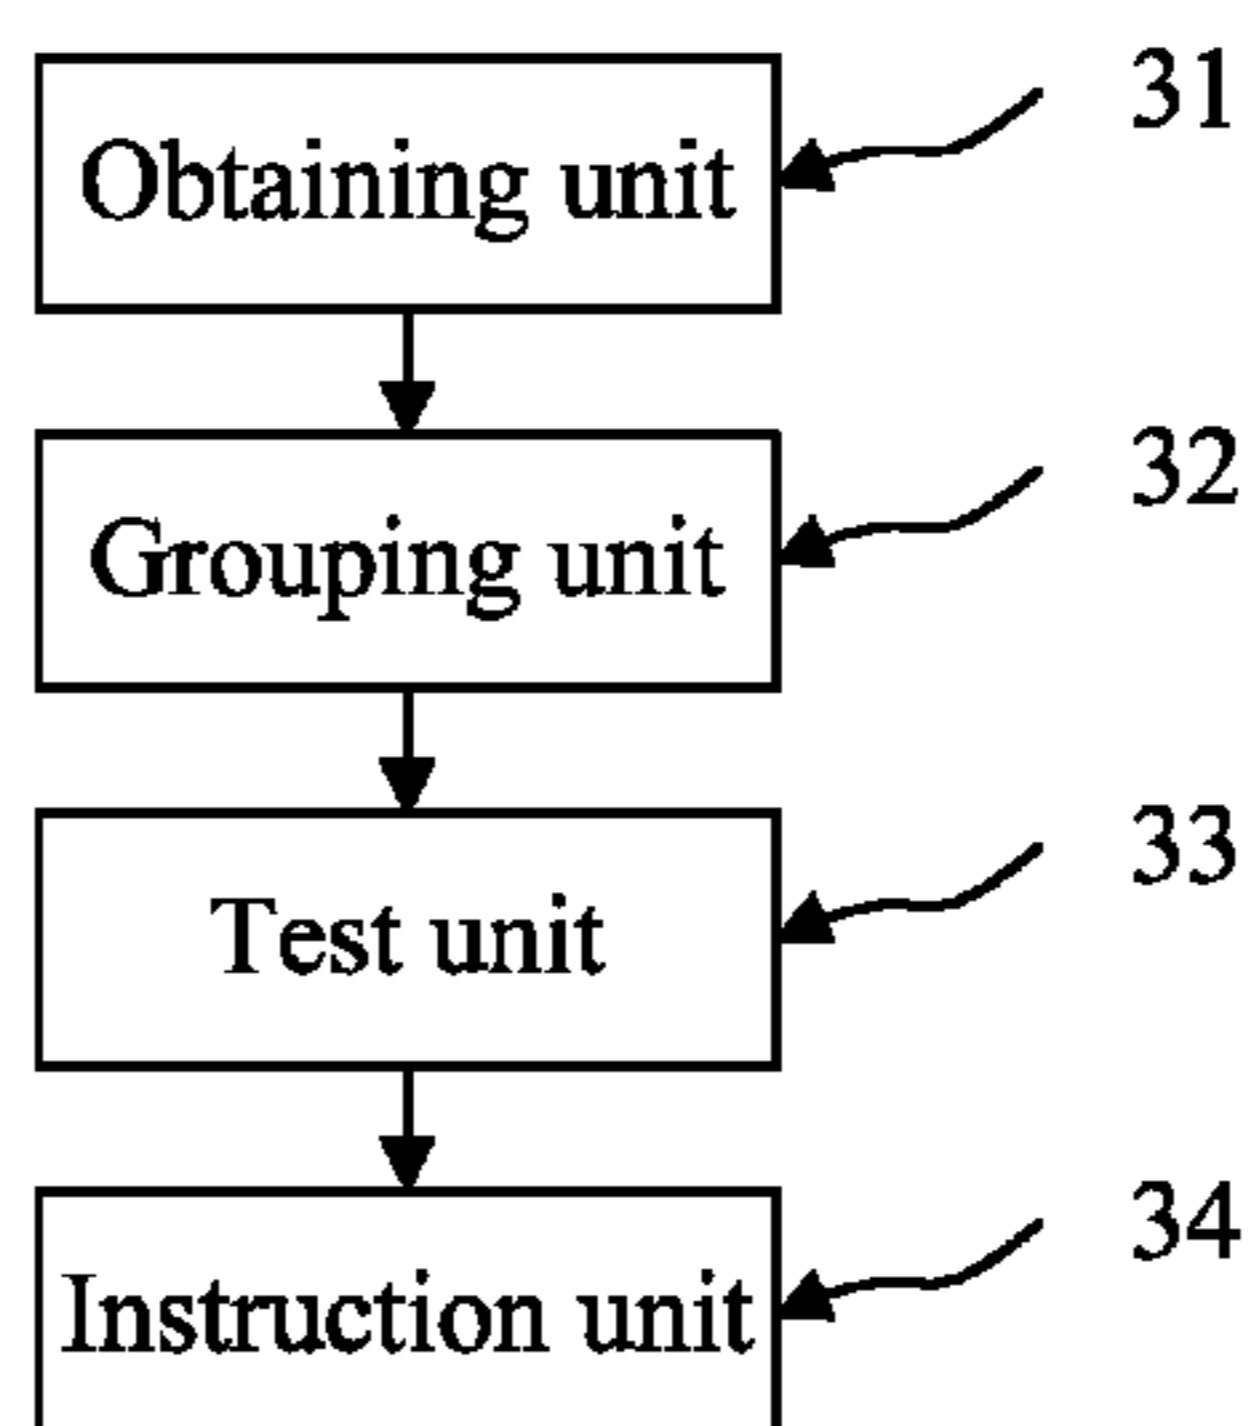 Obtaining unit
31
Grouping unit
32
Test unit
33
Instruction unit
34